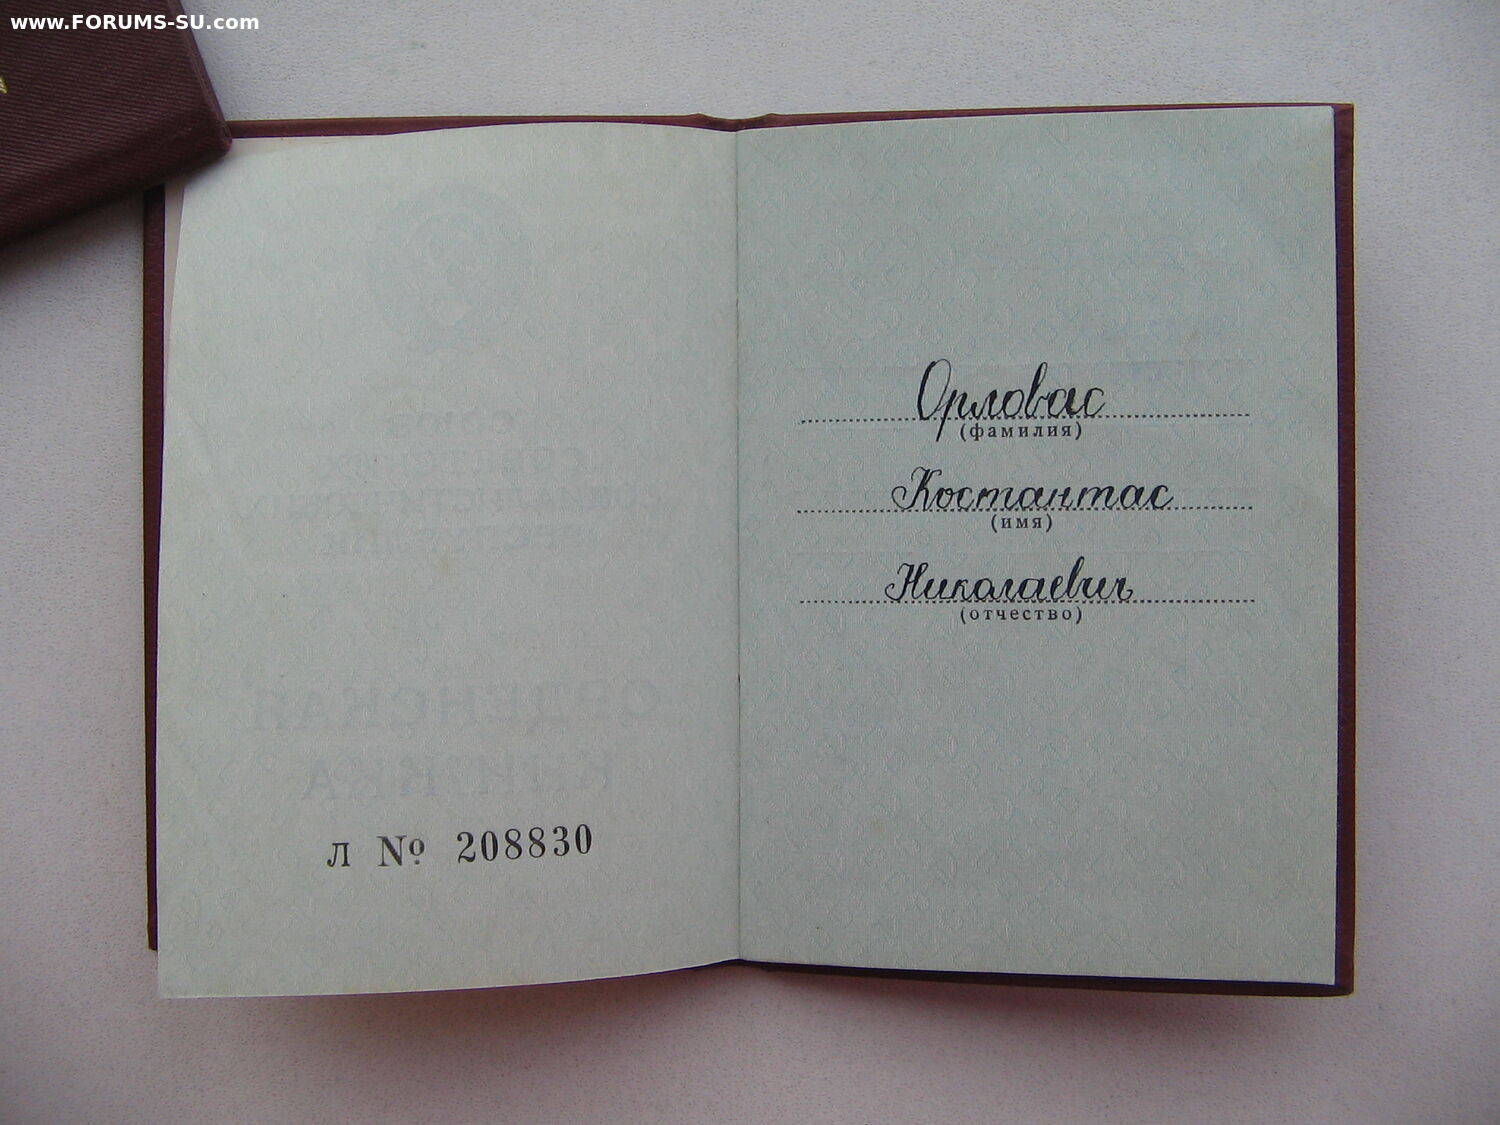 www.FORUMS-SU.com
Л № 208830
Орловас
(фамилия)
Костантас
(имя)
Николаевич
(отчество)